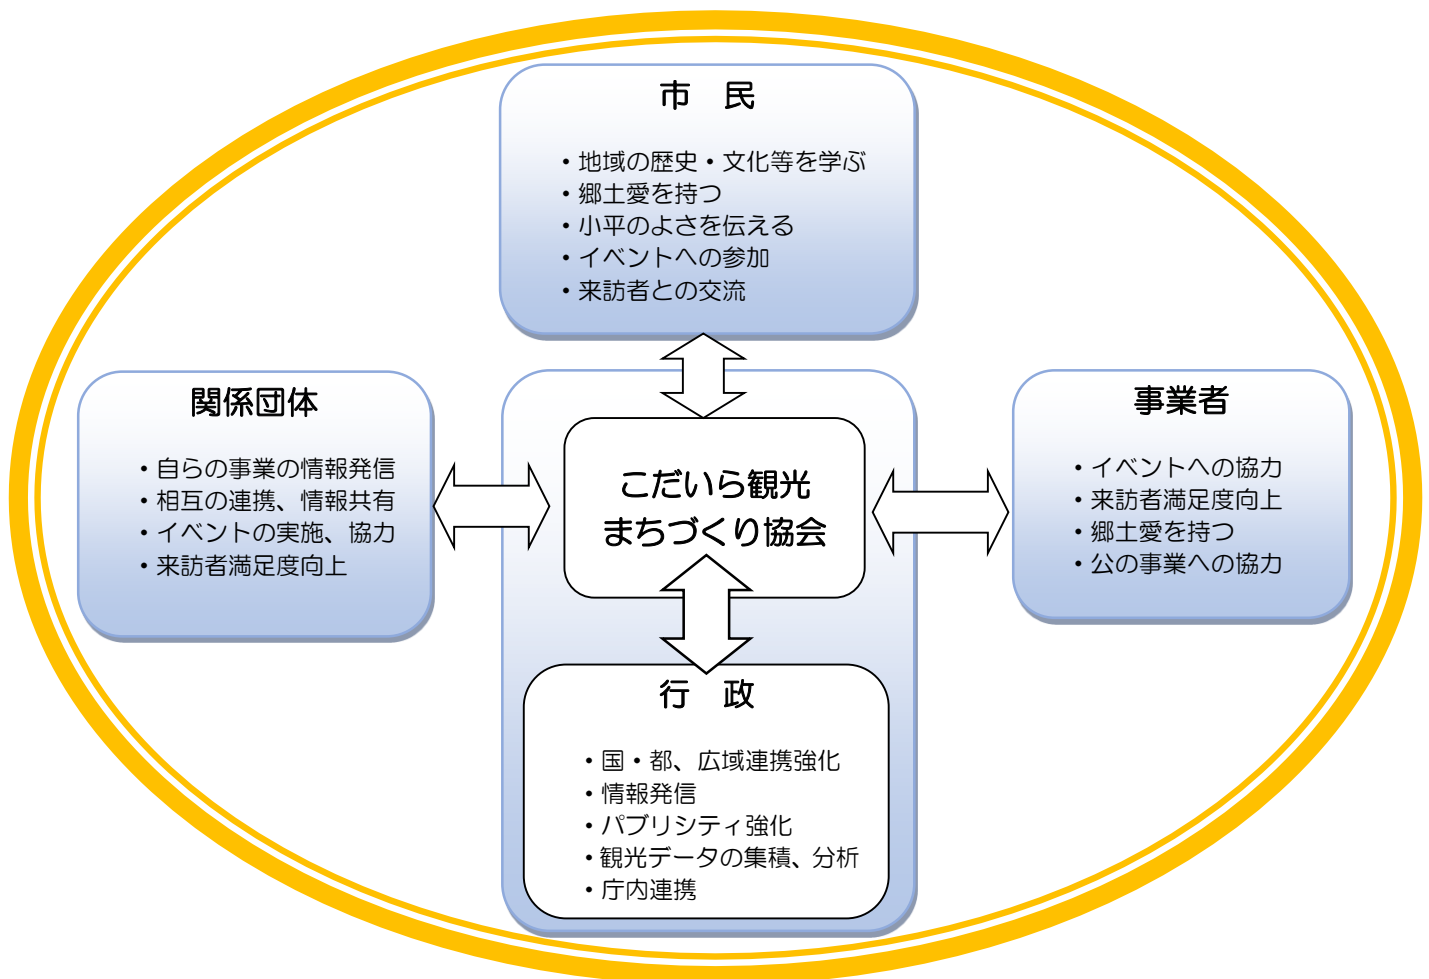 市　民
・地域の歴史・文化等を学ぶ
・郷土愛を持つ
・小平のよさを伝える
・イベントへの参加
・来訪者との交流
関係団体
・自らの事業の情報発信
・相互の連携、情報共有
・イベントの実施、協力
・来訪者満足度向上
こだいら観光
まちづくり協会
事業者
・イベントへの協力
・来訪者満足度向上
・郷土愛を持つ
・公の事業への協力
行　政
・国・都、広域連携強化
・情報発信
・パブリシティ強化
・観光データの集積、分析
・庁内連携